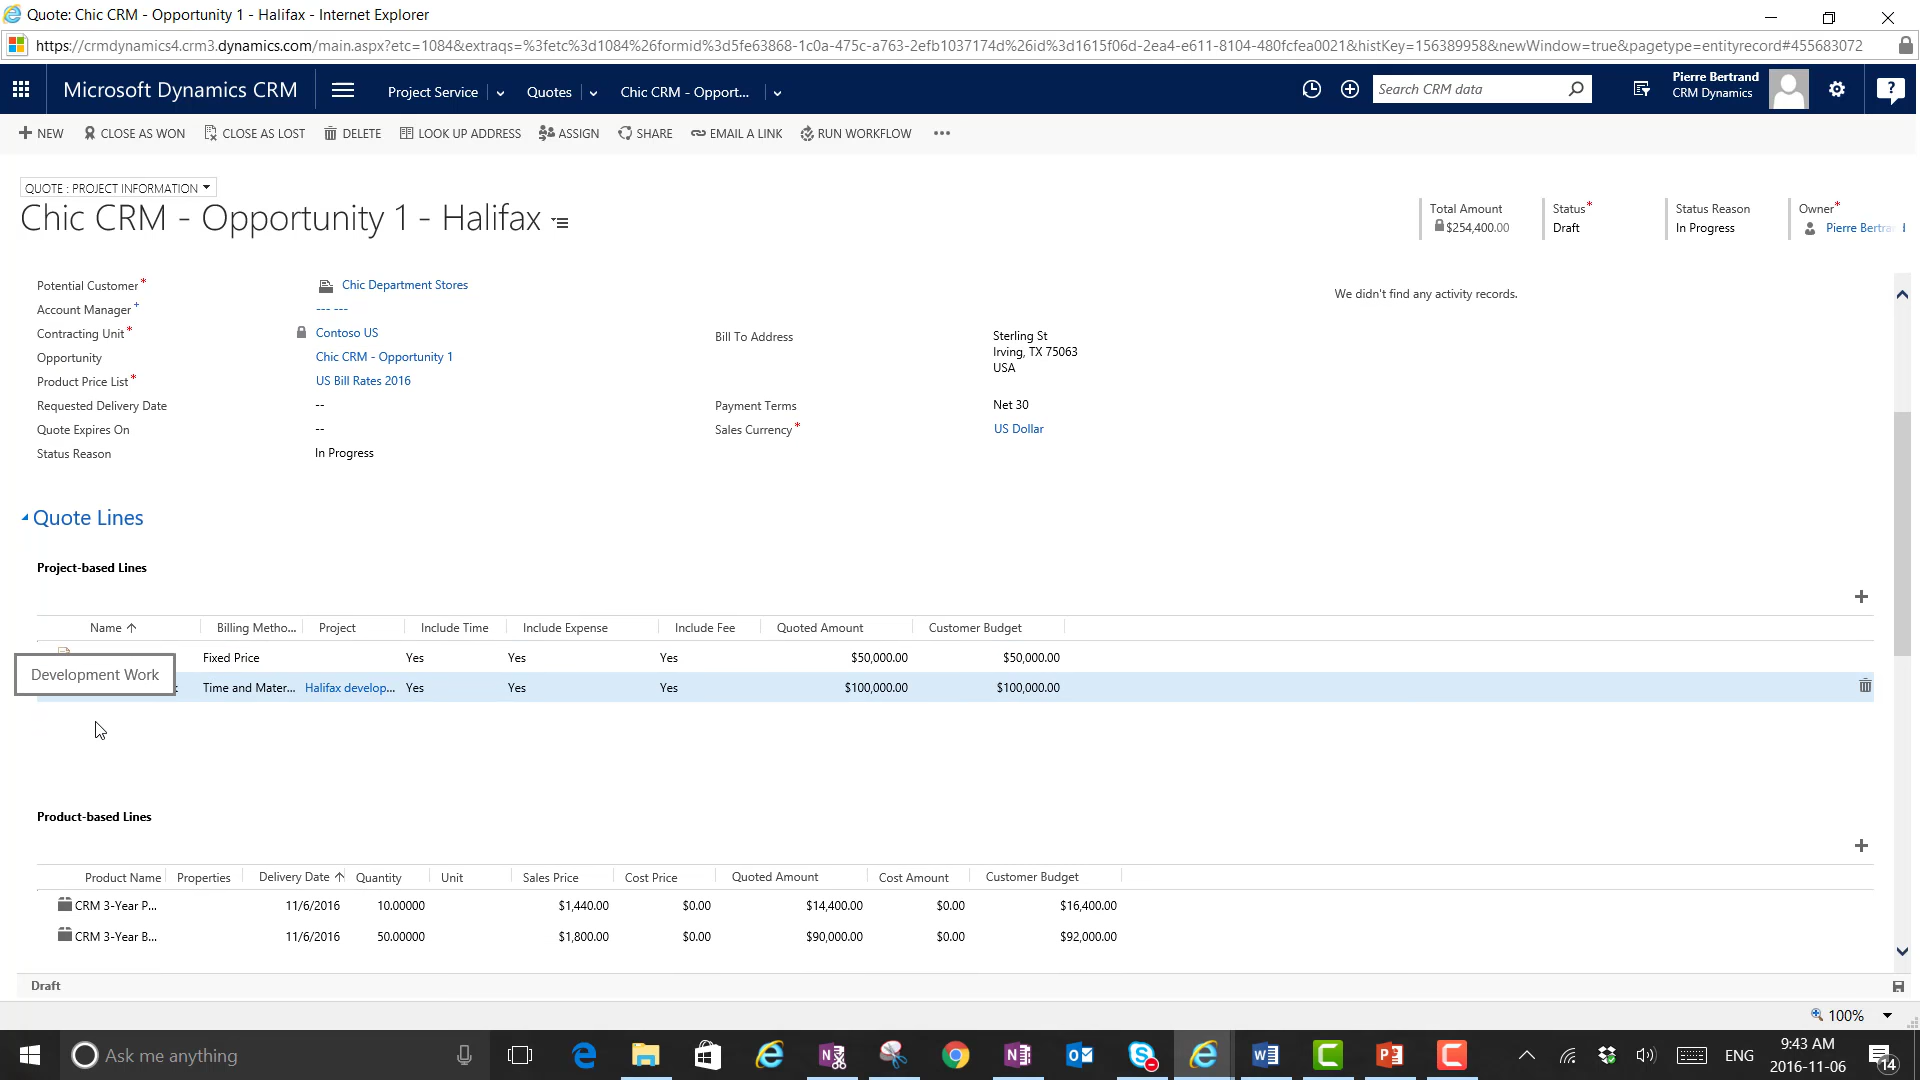 Quote: Chic CRM - Opportunity 1 - Halifax - Internet Explorer
https://crmdynamics4.crm3.dynamics.com/main.aspx?etc=1084&extraqs=%3fetc%3d1084%26formid%3d5fe63868-1c0a-475c-a763-2efb1037174d%26id%3d1615f06d-2ea4-e611-8104-480fcfea0021&histKey=156389958&newWindow=true&pagetype=entityrecord#455683072
Microsoft Dynamics CRM Project Service Quotes Chic CRM - Opport... Search CRM data Pierre Bertrand
CRM Dynamics
NEW CLOSE AS WON CLOSE AS LOST DELETE LOOK UP ADDRESS ASSIGN SHARE EMAIL A LINK RUN WORKFLOW •••
QUOTE : PROJECT INFORMATION
Chic CRM - Opportunity 1 - Halifax
Total Amount Status* Status Reason Owner*
$254,400.00 Draft In Progress Pierre Bertra
Potential Customer* Chic Department Stores We didn't find any activity records.
Account Manager+ --- ---
Contracting Unit* Contoso US Bill To Address Sterling St
Irving, TX 75063
USA
Opportunity Chic CRM - Opportunity 1
Product Price List* US Bill Rates 2016
Requested Delivery Date -- Payment Terms Net 30
Quote Expires On -- Sales Currency* US Dollar
Status Reason In Progress
Quote Lines
Project-based Lines
Name Billing Metho... Project Include Time Include Expense Include Fee Quoted Amount Customer Budget
Fixed Price Yes Yes Yes $50,000.00 $50,000.00
Development Work
Time and Mater... Halifax develop... Yes Yes Yes $100,000.00 $100,000.00
Product-based Lines
Product Name Properties Delivery Date Quantity Unit Sales Price Cost Price Quoted Amount Cost Amount Customer Budget
CRM 3-Year P... 11/6/2016 10.00000 $1,440.00 $0.00 $14,400.00 $0.00 $16,400.00
CRM 3-Year B... 11/6/2016 50.00000 $1,800.00 $0.00 $90,000.00 $0.00 $92,000.00
Draft
100%
Ask me anything ENG 9:43 AM
2016-11-06
14